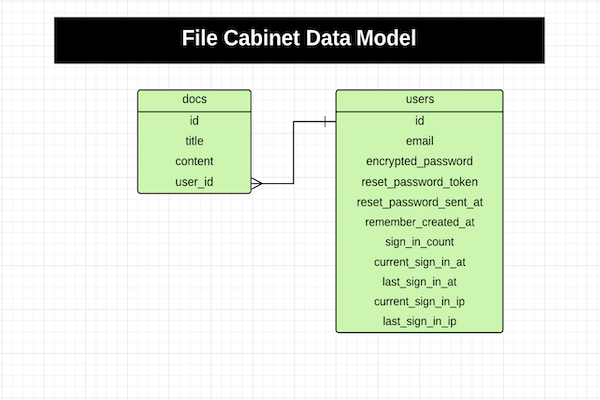 File Cabinet Data Model
docs
id
title
content
user_id
users
id
email
encrypted_password
reset_password_token
reset_password_sent_at
remember_created_at
sign_in_count
current_sign_in_at
last_sign_in_at
current_sign_in_ip
last_sign_in_ip